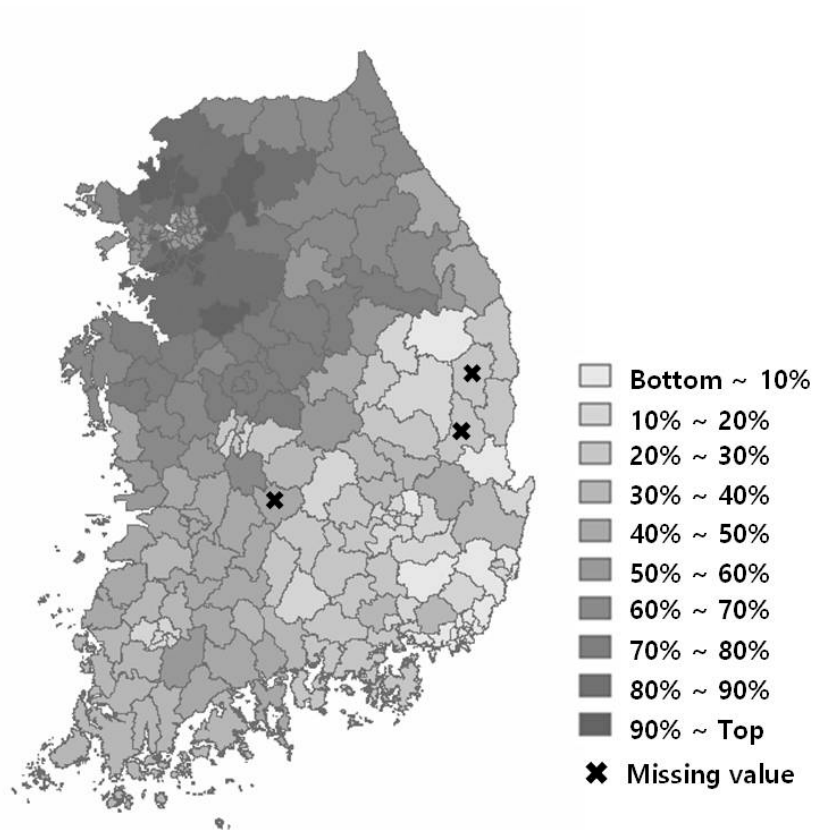 Bottom ~ 10%
10% ~ 20%
20% ~ 30%
30% ~ 40%
40% ~ 50%
50% ~ 60%
60% ~ 70%
70% ~ 80%
80% ~ 90%
90% ~ Top
Missing value